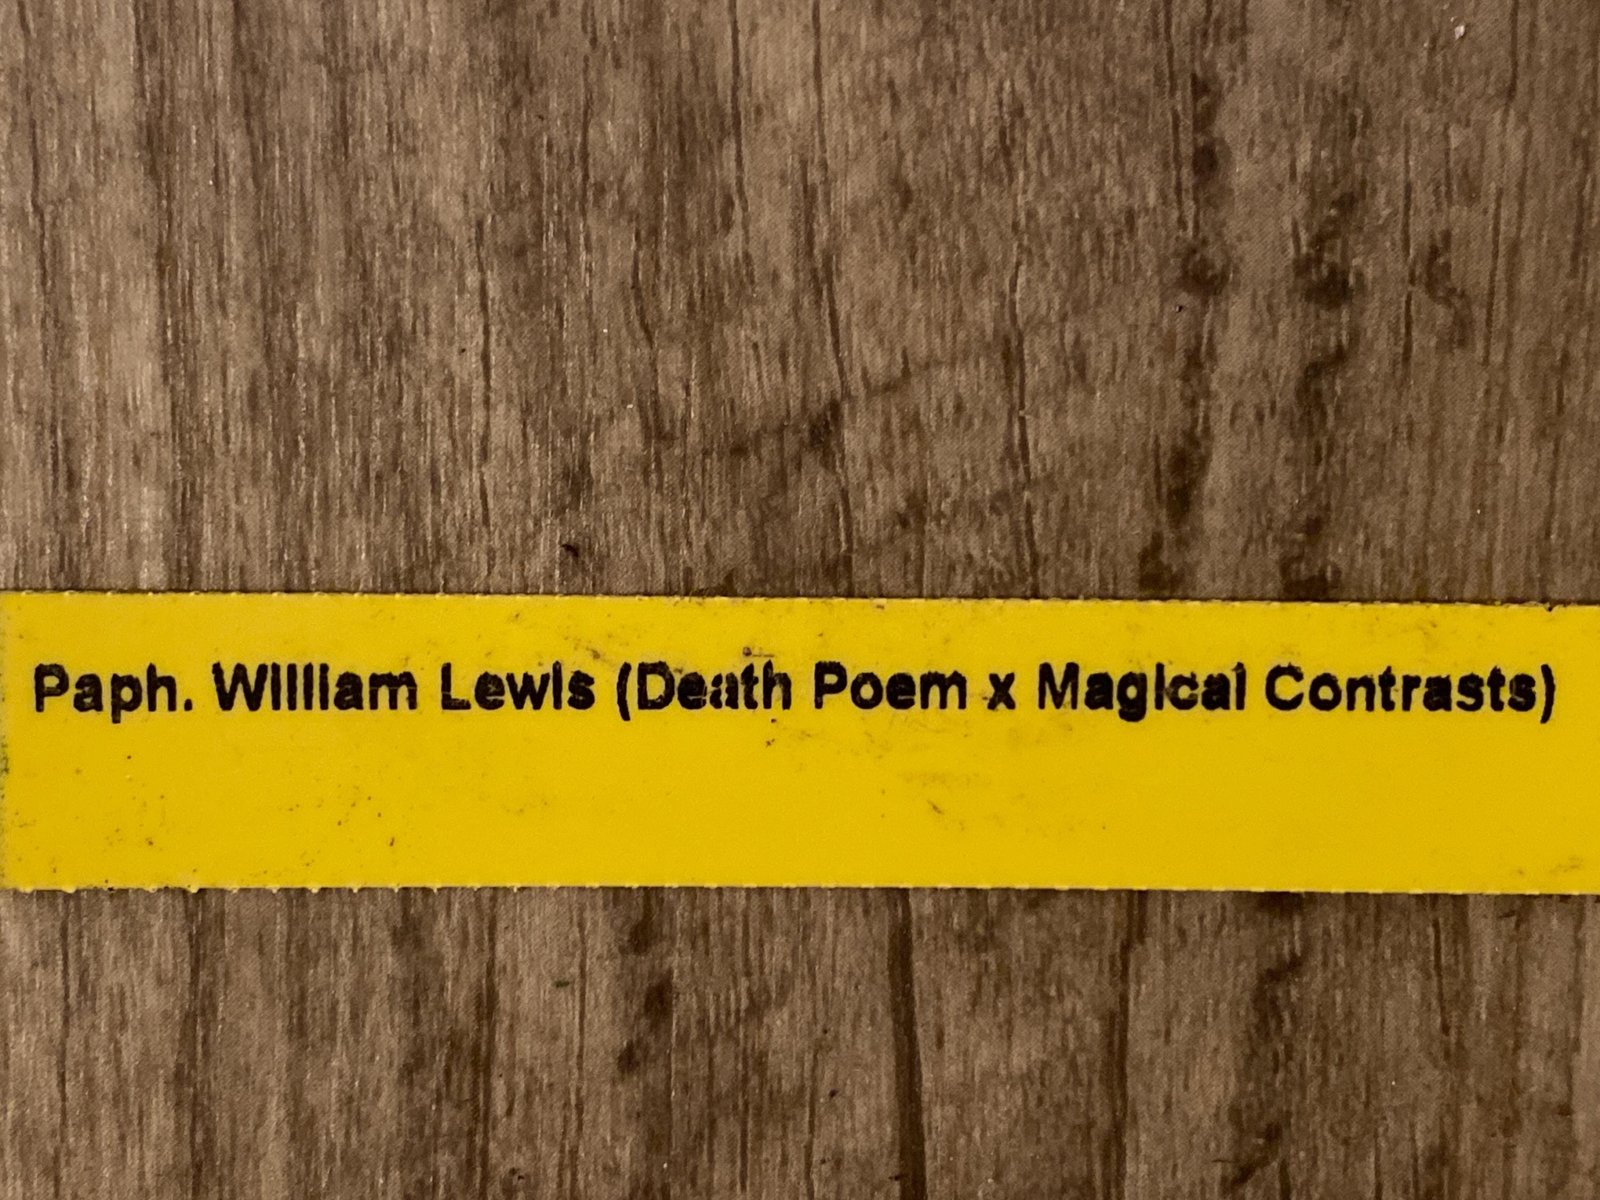 Paph. William Lewis (Death Poem x Magical Contrasts)